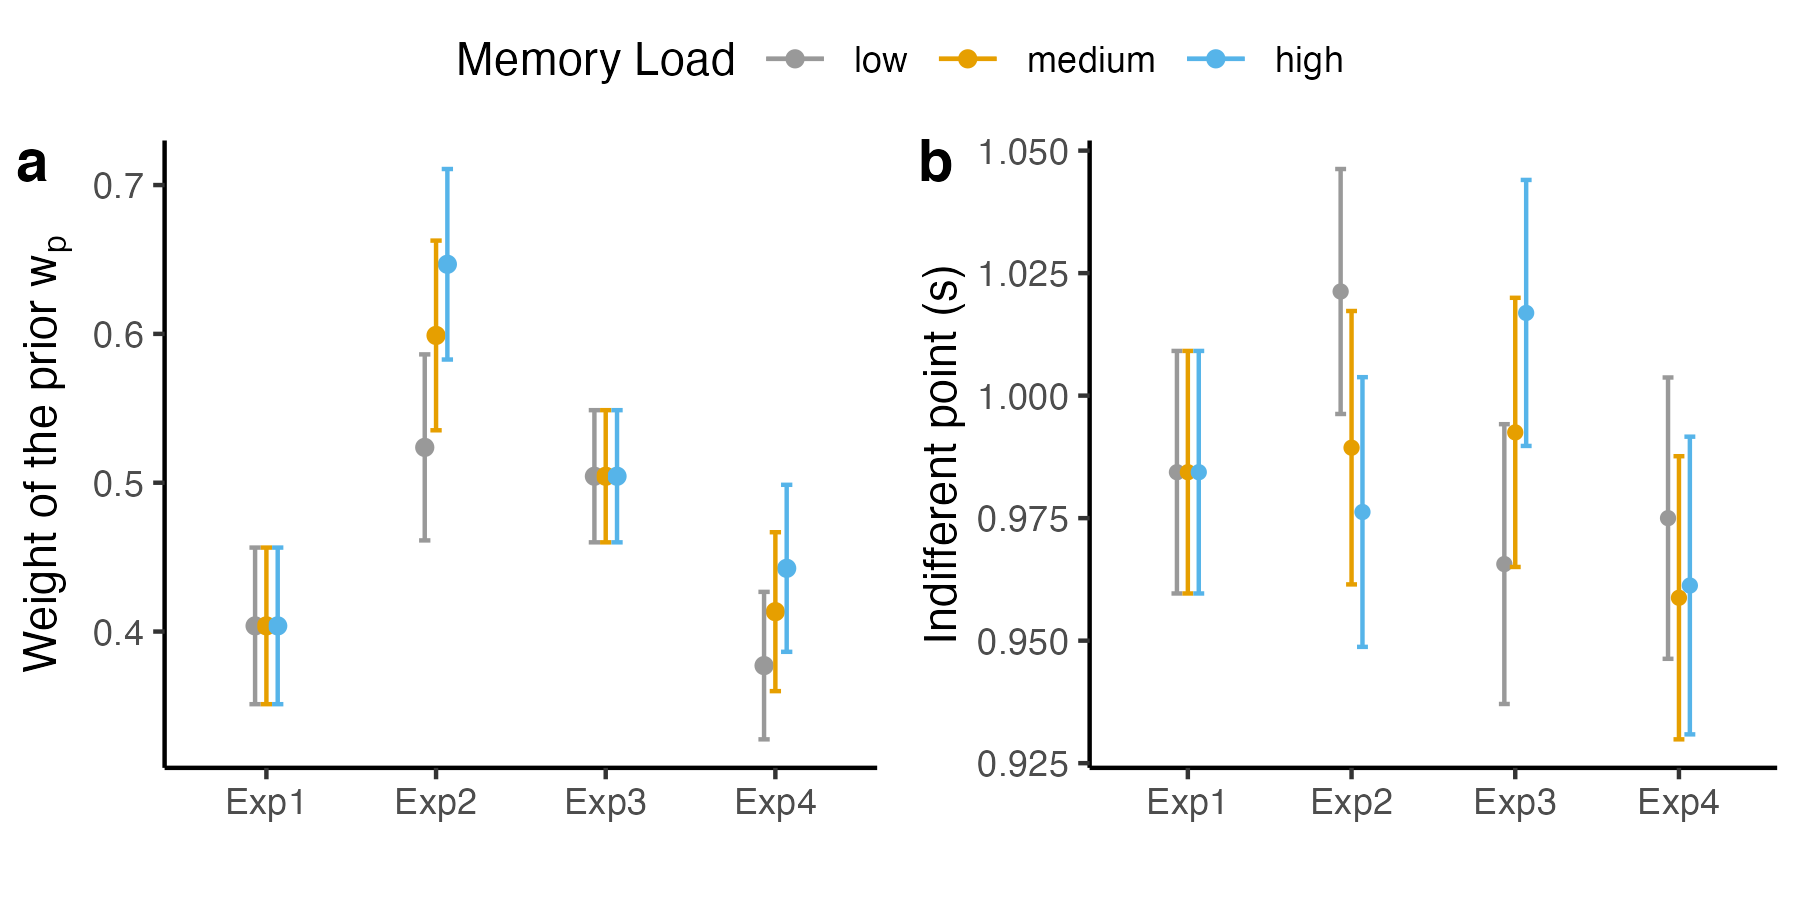 Memory Load low medium high
a
0.7
0.6
0.5
0.4
Weight of the prior wp
Exp1 Exp2 Exp3 Exp4
b
1.050
1.025
1.000
0.975
0.950
0.925
Indifferent point (s)
Exp1 Exp2 Exp3 Exp4